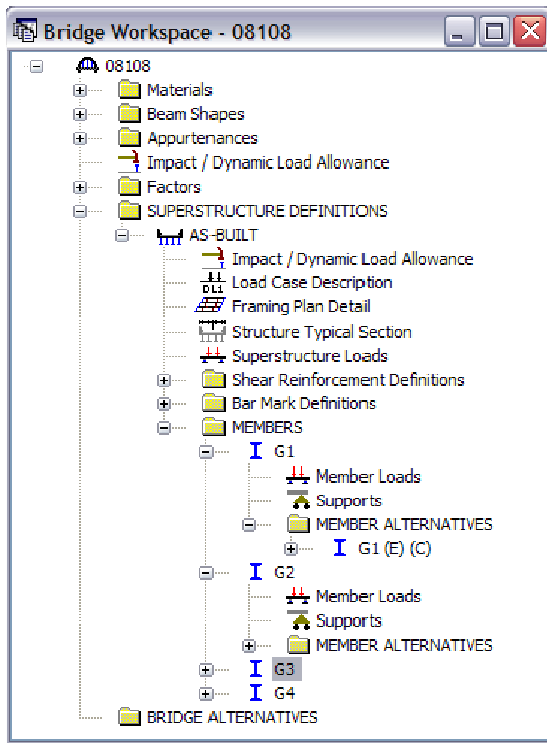 Bridge Workspace - 08108
08108
Materials
Beam Shapes
Appurtenances
Impact / Dynamic Load Allowance
Factors
SUPERSTRUCTURE DEFINITIONS
AS-BUILT
Impact / Dynamic Load Allowance
DL1 Load Case Description
Framing Plan Detail
Structure Typical Section
Superstructure Loads
Shear Reinforcement Definitions
Bar Mark Definitions
MEMBERS
G1
Member Loads
Supports
MEMBER ALTERNATIVES
G1 (E) (C)
G2
Member Loads
Supports
MEMBER ALTERNATIVES
G3
G4
BRIDGE ALTERNATIVES